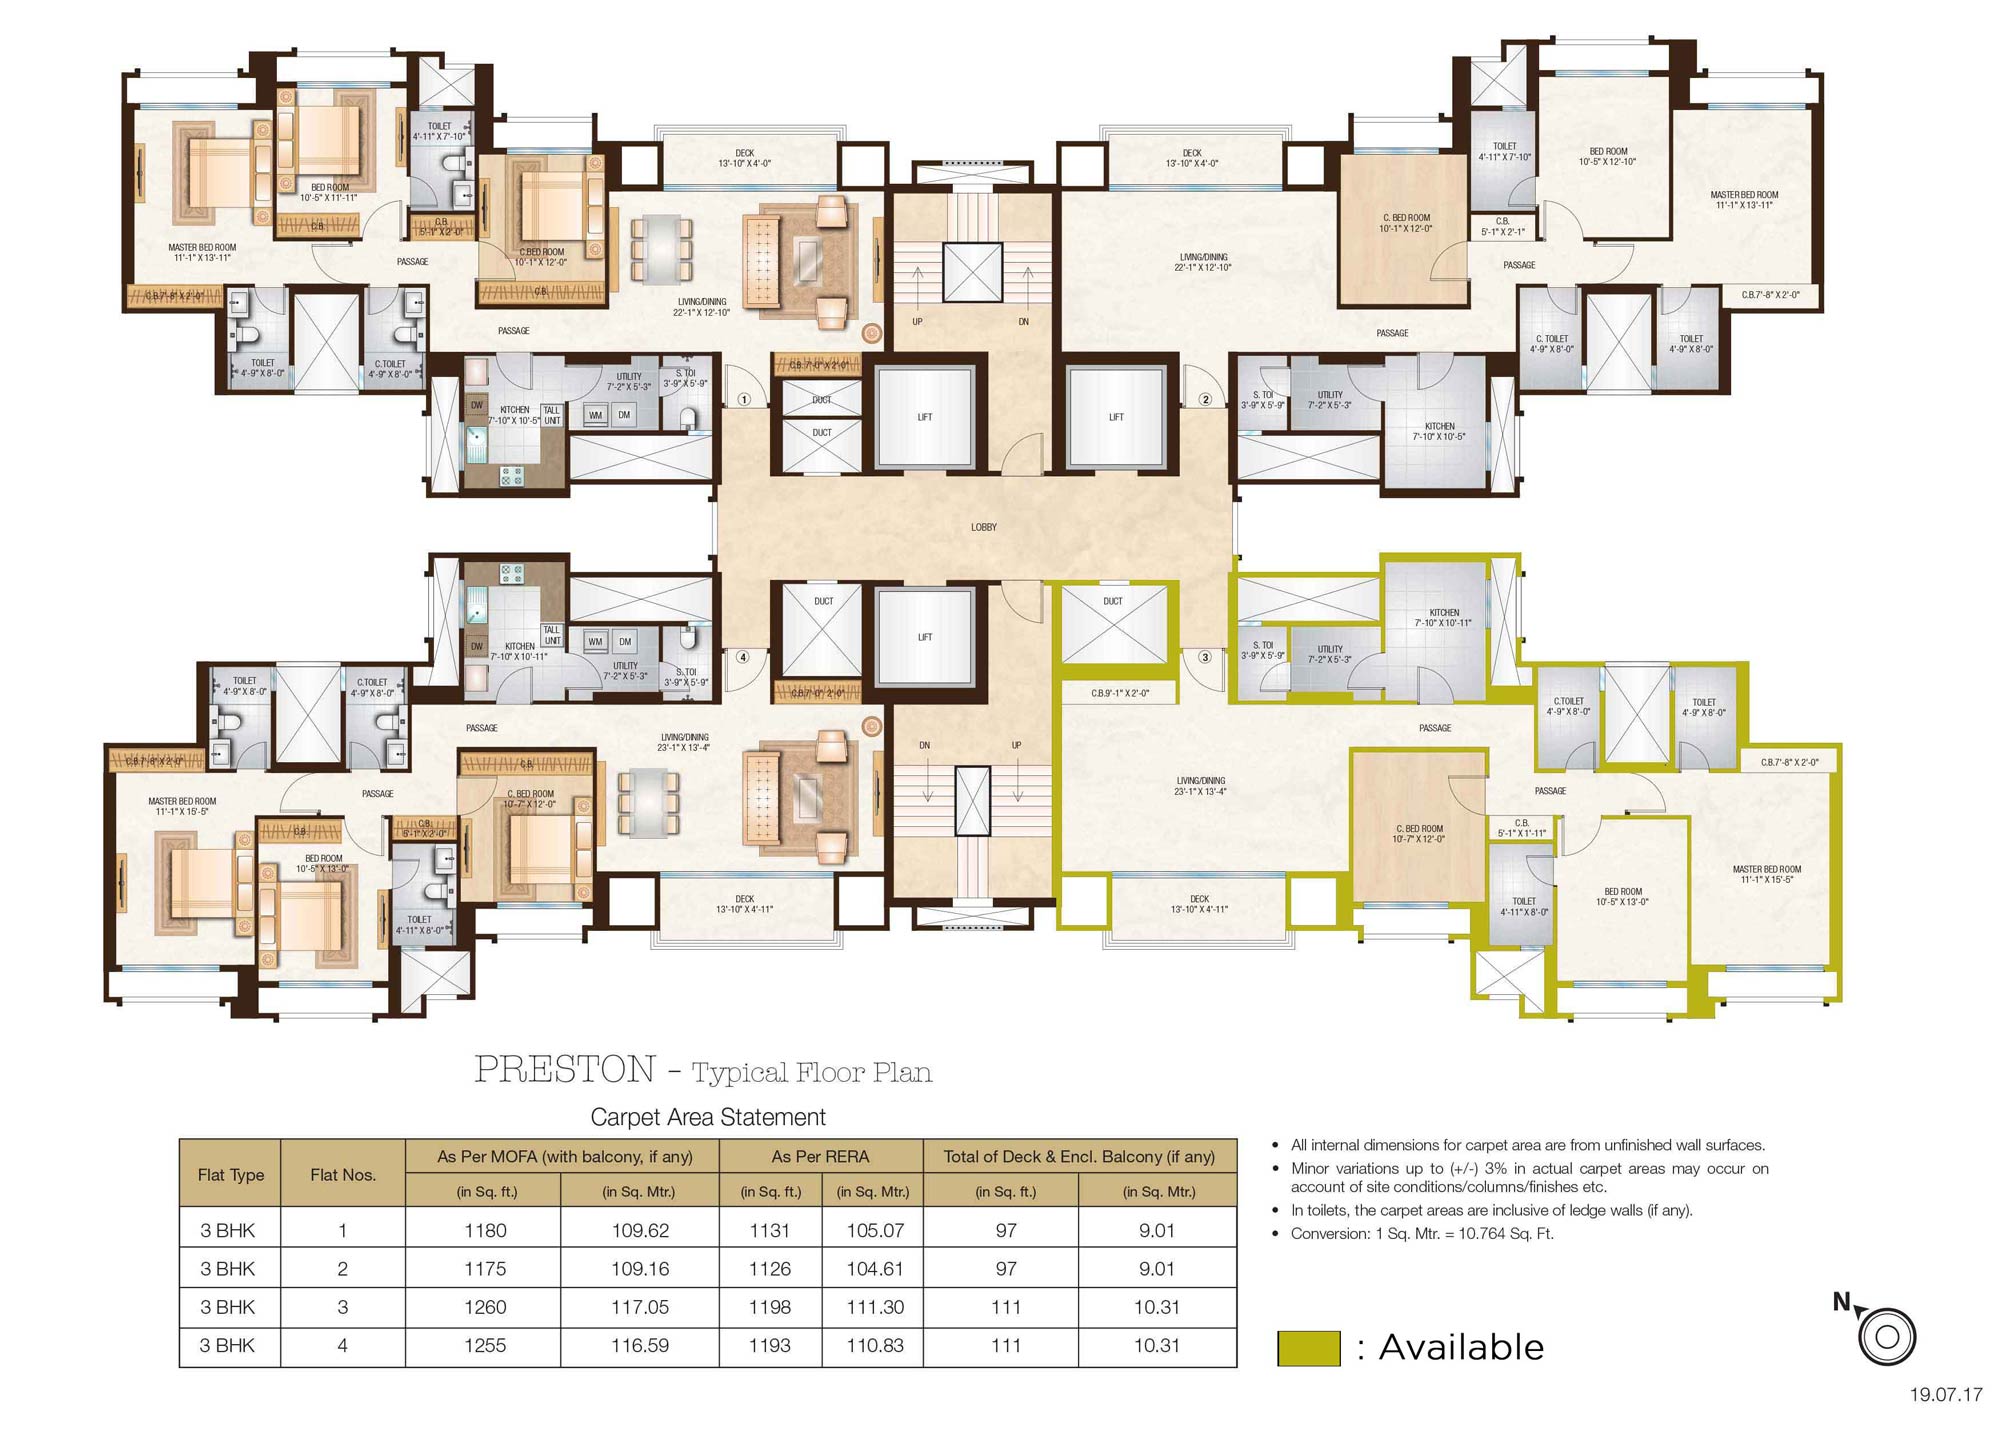 TOILET
4'-11" X 7'-10"
BED ROOM
10'-5" X 11'-11"
C.B.
C.B.
5'-1" X 2'-0"
MASTER BED ROOM
11'-1" X 13'-11"
PASSAGE
C.BED ROOM
10'-1" X 12'-0"
C.B.
C.B.7'-8" X 2'-0"
DECK
13'-10" X 4'-0"
LIVING/DINING
22'-1" X 12'-10"
PASSAGE
TOILET
4'-9" X 8'-0"
C.TOILET
4'-9" X 8'-0"
C.B.7'-0" X 2'-0"
DW
KITCHEN
7'-10" X 10'-5"
TALL
UNIT
UTILITY
7'-2" X 5'-3"
WM
DM
S. TOI
3'-9" X 5'-9"
1
DUCT
DUCT
LIFT
UP
DN
LIFT
DECK
13'-10" X 4'-0"
LIVING/DINING
22'-1" X 12'-10"
C. BED ROOM
10'-1" X 12'-0"
TOILET
4'-11" X 7'-10"
BED ROOM
10'-5" X 12'-10"
MASTER BED ROOM
11'-1" X 13'-11"
C.B.
5'-1" X 2'-1"
PASSAGE
C.B.7'-8" X 2'-0"
PASSAGE
C. TOILET
4'-9" X 8'-0"
TOILET
4'-9" X 8'-0"
2
S. TOI
3'-9" X 5'-9"
UTILITY
7'-2" X 5'-3"
KITCHEN
7'-10" X 10'-5"
LOBBY
TALL
UNIT
WM
DM
DW
KITCHEN
7'-10" X 10'-11"
UTILITY
7'-2" X 5'-3"
S. TOI
3'-9" X 5'-9"
4
DUCT
LIFT
C.B.7'-0" 2'-0"
TOILET
4'-9" X 8'-0"
C.TOILET
4'-9" X 8'-0"
PASSAGE
LIVING/DINING
23'-1" X 13'-4"
C.B.7'-8" X 2'-0"
MASTER BED ROOM
11'-1" X 15'-5"
PASSAGE
C.B.
C. BED ROOM
10'-7" X 12'-0"
C.B.
C.B.
5'-1" X 2'-0"
BED ROOM
10'-5" X 13'-0"
TOILET
4'-11" X 8'-0"
DECK
13'-10" X 4'-11"
DN
UP
DUCT
3
S. TOI
3'-9" X 5'-9"
UTILITY
7'-2" X 5'-3"
KITCHEN
7'-10" X 10'-11"
C.B.9'-1" X 2'-0"
PASSAGE
C.TOILET
4'-9" X 8'-0"
TOILET
4'-9" X 8'-0"
C.B.7'-8" X 2'-0"
LIVING/DINING
23'-1" X 13'-4"
PASSAGE
C. BED ROOM
10'-7" X 12'-0"
C.B.
5'-1" X 1'-11"
MASTER BED ROOM
11'-1" X 15'-5"
BED ROOM
10'-5" X 13'-0"
TOILET
4'-11" X 8'-0"
DECK
13'-10" X 4'-11"
PRESTON - Typical Floor Plan
Carpet Area Statement
Flat Type Flat Nos. As Per MOFA (with balcony, if any) As Per RERA Total of Deck & Encl. Balcony (if any)
(in Sq. ft.) (in Sq. Mtr.) (in Sq. ft.) (in Sq. Mtr.) (in Sq. ft.) (in Sq. Mtr.)
3 BHK 1 1180 109.62 1131 105.07 97 9.01
3 BHK 2 1175 109.16 1126 104.61 97 9.01
3 BHK 3 1260 117.05 1198 111.30 111 10.31
3 BHK 4 1255 116.59 1193 110.83 111 10.31
• All internal dimensions for carpet area are from unfinished wall surfaces.
• Minor variations up to (+/-) 3% in actual carpet areas may occur on
account of site conditions/columns/finishes etc.
• In toilets, the carpet areas are inclusive of ledge walls (if any).
• Conversion: 1 Sq. Mtr. = 10.764 Sq. Ft.
: Available
N
19.07.17